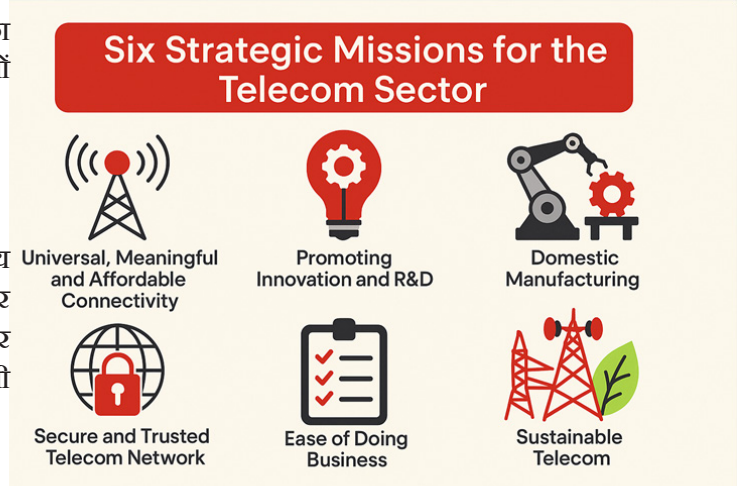 Six Strategic Missions for the
Telecom Sector
Universal, Meaningful
and Affordable
Connectivity
Promoting
Innovation and R&D
Domestic
Manufacturing
Secure and Trusted
Telecom Network
Ease of Doing
Business
Sustainable
Telecom